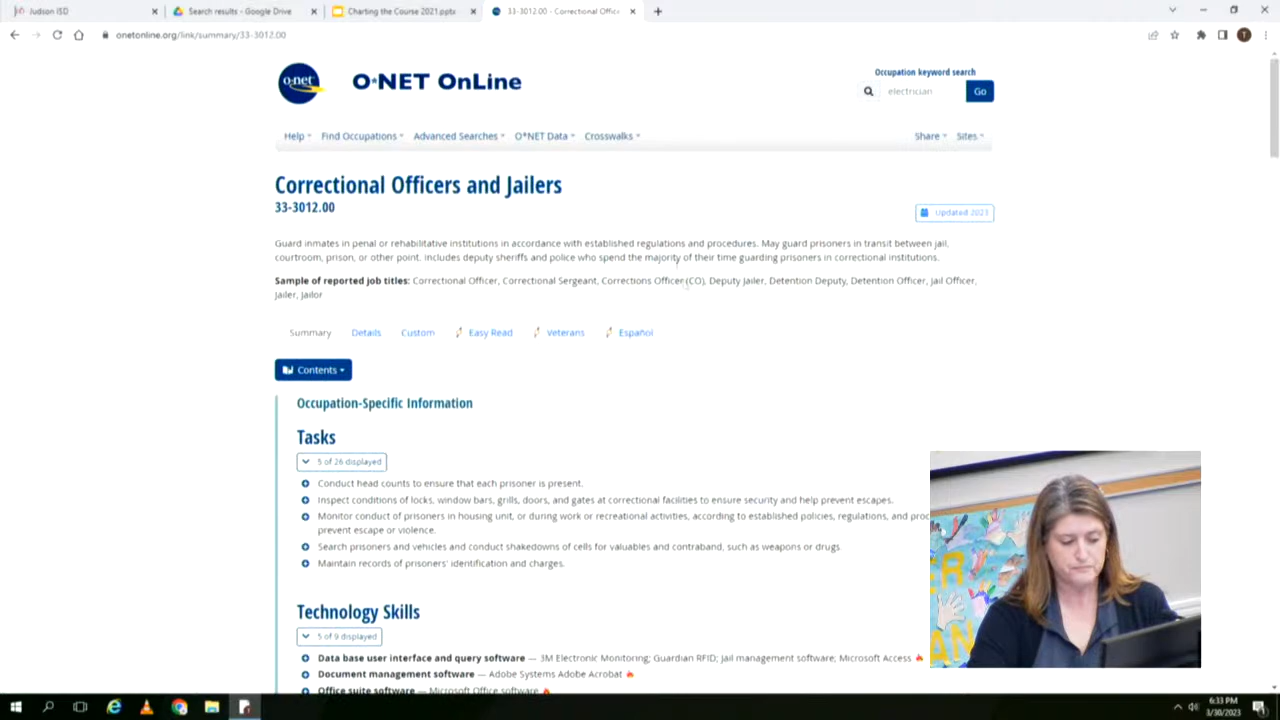 Judson ISD
Search results - Google Drive
Charting the Course 2021.pptx
33-3012.00 - Correctional Offic
onetonline.org/link/summary/33-3012.00
T
o·net
O*NET OnLine
Occupation keyword search
electrician
Go
Help
Find Occupations
Advanced Searches
O*NET Data
Crosswalks
Share
Sites
Correctional Officers and Jailers
33-3012.00
Updated 2023
Guard inmates in penal or rehabilitative institutions in accordance with established regulations and procedures. May guard prisoners in transit between jail,
courtroom, prison, or other point. Includes deputy sheriffs and police who spend the majority of their time guarding prisoners in correctional institutions.
Sample of reported job titles: Correctional Officer, Correctional Sergeant, Corrections Officer (CO), Deputy Jailer, Detention Deputy, Detention Officer, Jail Officer,
Jailer, Jailor
Summary
Details
Custom
Easy Read
Veterans
Español
Contents
Occupation-Specific Information
Tasks
5 of 26 displayed
Conduct head counts to ensure that each prisoner is present.
Inspect conditions of locks, window bars, grills, doors, and gates at correctional facilities to ensure security and help prevent escapes.
Monitor conduct of prisoners in housing unit, or during work or recreational activities, according to established policies, regulations, and proc
prevent escape or violence.
Search prisoners and vehicles and conduct shakedowns of cells for valuables and contraband, such as weapons or drugs.
Maintain records of prisoners' identification and charges.
Technology Skills
5 of 9 displayed
Data base user interface and query software — 3M Electronic Monitoring; Guardian RFID; Jail management software; Microsoft Access
Document management software — Adobe Systems Adobe Acrobat
Office suite software — Microsoft Office software
6:33 PM
3/30/2023